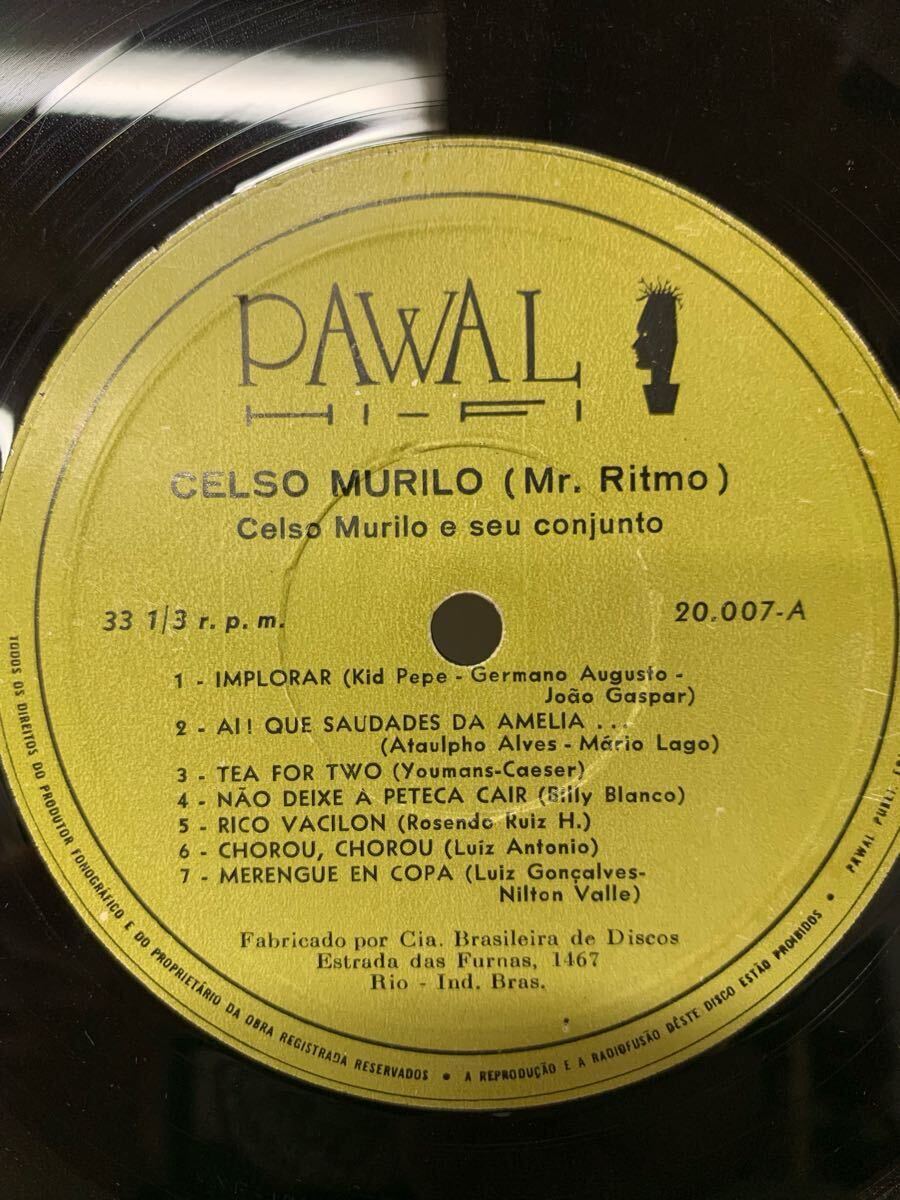 PAWAL
HI-FI
CELSO MURILO (Mr. Ritmo)
Celso Murilo e seu conjunto
33 1/3 r. p. m.
20.007-A
1 - IMPLORAR (Kid Pepe - Germano Augusto -
João Gaspar)
2 - AI! QUE SAUDADES DA AMELIA . . .
(Ataulpho Alves - Mário Lago)
3 - TEA FOR TWO (Youmans-Caeser)
4 - NÃO DEIXE A PETECA CAIR (Billy Blanco)
5 - RICO VACILON (Rosendo Ruiz H.)
6 - CHOROU, CHOROU (Luíz Antonio)
7 - MERENGUE EN COPA (Luiz Gonçalves-
Nilton Valle)
Fabricado por Cia. Brasileira de Discos
Estrada das Furnas, 1467
Rio - Ind. Bras.
TODOS OS DIREITOS DO PRODUTOR FONOGRÁFICO E DO PROPRIETÁRIO DA OBRA REGISTRADA RESERVADOS • A REPRODUÇÃO E A RADIOFUSÃO DÊSTE DISCO ESTÃO PROIBIDOS • PAWAL PUBLI.